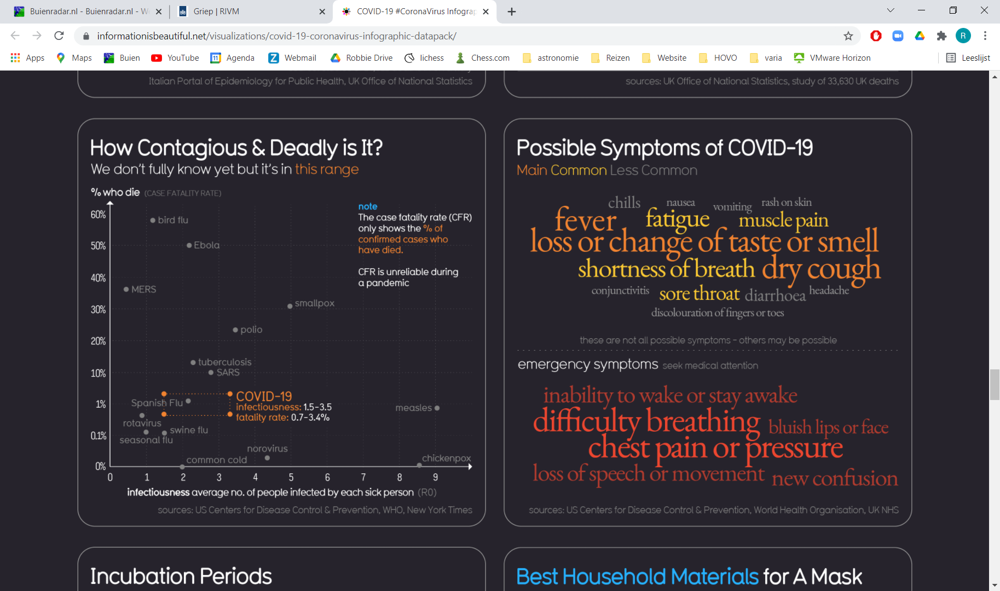 Buienradar.nl - Buienradar.nl - W
Griep | RIVM
COVID-19 #CoronaVirus Infogra
informationisbeautiful.net/visualizations/covid-19-coronavirus-infographic-datapack/
R
Apps
Maps
Buien
YouTube
11
Agenda
Z
Webmail
Robbie Drive
lichess
Chess.com
astronomie
Reizen
Website
HOVO
varia
VMware Horizon
Leeslijst
Italian Portal of Epidemiology for Public Health, UK Office of National Statistics
sources: UK Office of National Statistics, study of 33,630 UK deaths
How Contagious & Deadly is It?
We don't fully know yet but it's in this range
% who die (CASE FATALITY RATE)
60%
50%
40%
30%
20%
10%
1%
0.1%
0%
bird flu
Ebola
MERS
smallpox
polio
tuberculosis
SARS
Spanish Flu
rotavirus
seasonal flu
swine flu
COVID-19
infectiousness: 1.5-3.5
fatality rate: 0.7-3.4%
measles
norovirus
common cold
chickenpox
note
The case fatality rate (CFR)
only shows the % of
confirmed cases who
have died.
CFR is unreliable during
a pandemic
0 1 2 3 4 5 6 7 8 9
infectiousness average no. of people infected by each sick person (R0)
sources: US Centers for Disease Control & Prevention, WHO, New York Times
Possible Symptoms of COVID-19
Main Common Less Common
chills nausea vomiting rash on skin
fever fatigue muscle pain
loss or change of taste or smell
shortness of breath dry cough
conjunctivitis sore throat diarrhoea headache
discolouration of fingers or toes
these are not all possible symptoms - others may be possible
emergency symptoms seek medical attention
inability to wake or stay awake
difficulty breathing bluish lips or face
chest pain or pressure
loss of speech or movement new confusion
sources: US Centers for Disease Control & Prevention, World Health Organisation, UK NHS
Incubation Periods
Best Household Materials for A Mask